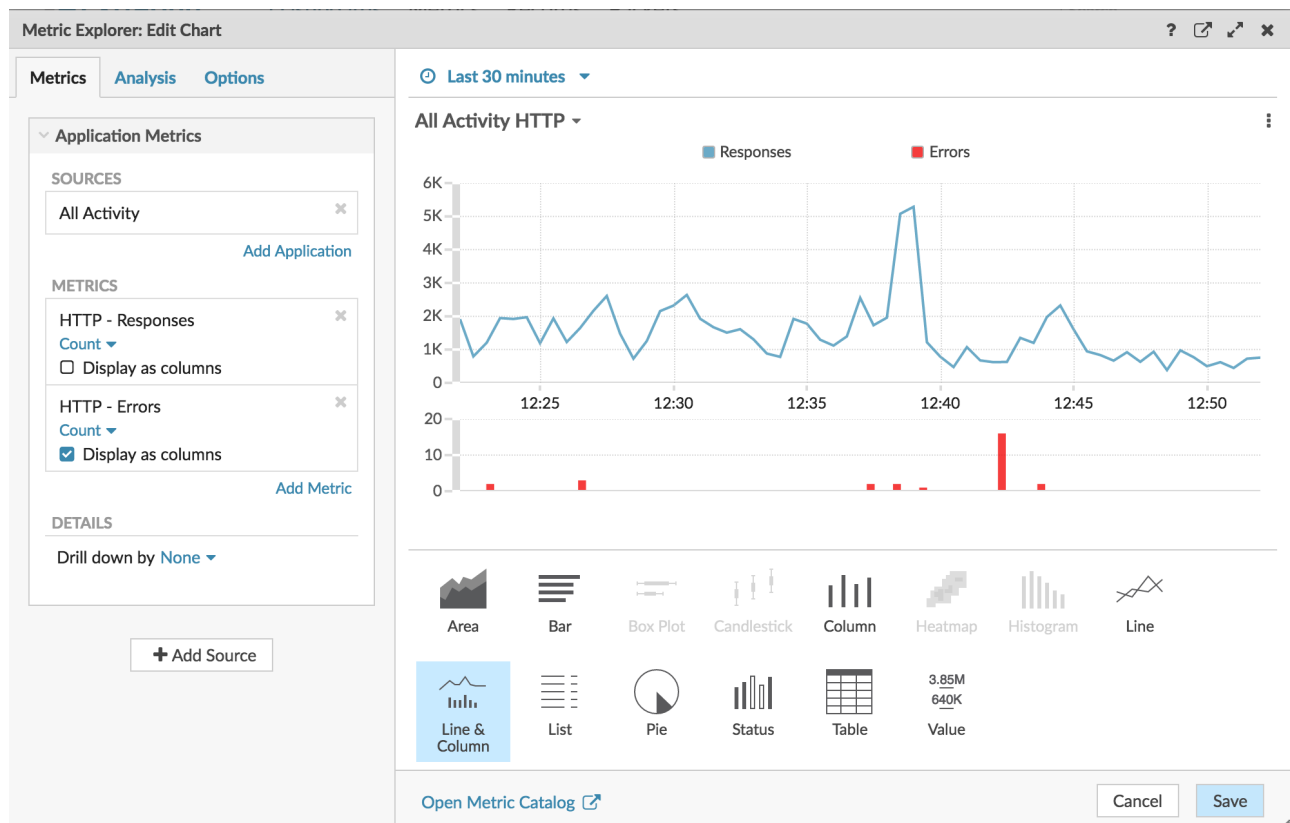 Metric Explorer: Edit Chart
?
Metrics Analysis Options
Application Metrics
SOURCES
All Activity
Add Application
METRICS
HTTP - Responses
Count
Display as columns
HTTP - Errors
Count
Display as columns
Add Metric
DETAILS
Drill down by None
Add Source
Last 30 minutes
All Activity HTTP
Responses Errors
6K
5K
4K
3K
2K
1K
0
12:25 12:30 12:35 12:40 12:45 12:50
20
10
0
Area Bar Box Plot Candlestick Column Heatmap Histogram Line
3.85M
640K
Line & Column List Pie Status Table Value
Open Metric Catalog
Cancel Save